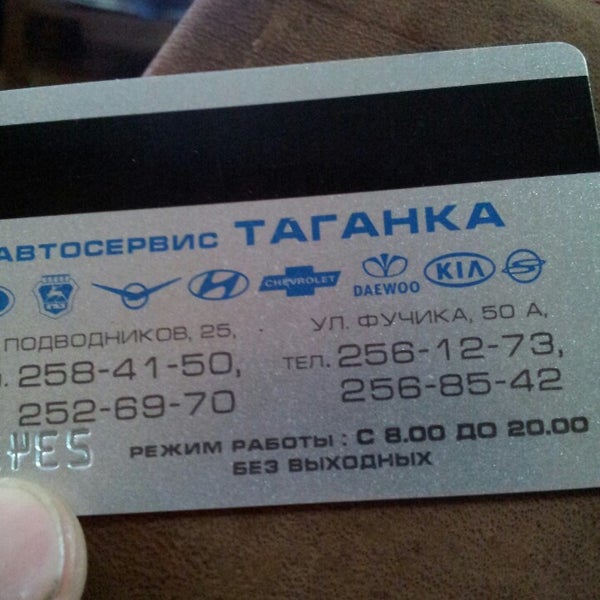 АВТОСЕРВИС ТАГАНКА
ГАЗ CHEVROLET DAEWOO KIA
ПОДВОДНИКОВ, 25,
258-41-50,
252-69-70
УЛ. ФУЧИКА, 50 А,
ТЕЛ. 256-12-73,
256-85-42
РЕЖИМ РАБОТЫ : С 8.00 ДО 20.00
БЕЗ ВЫХОДНЫХ